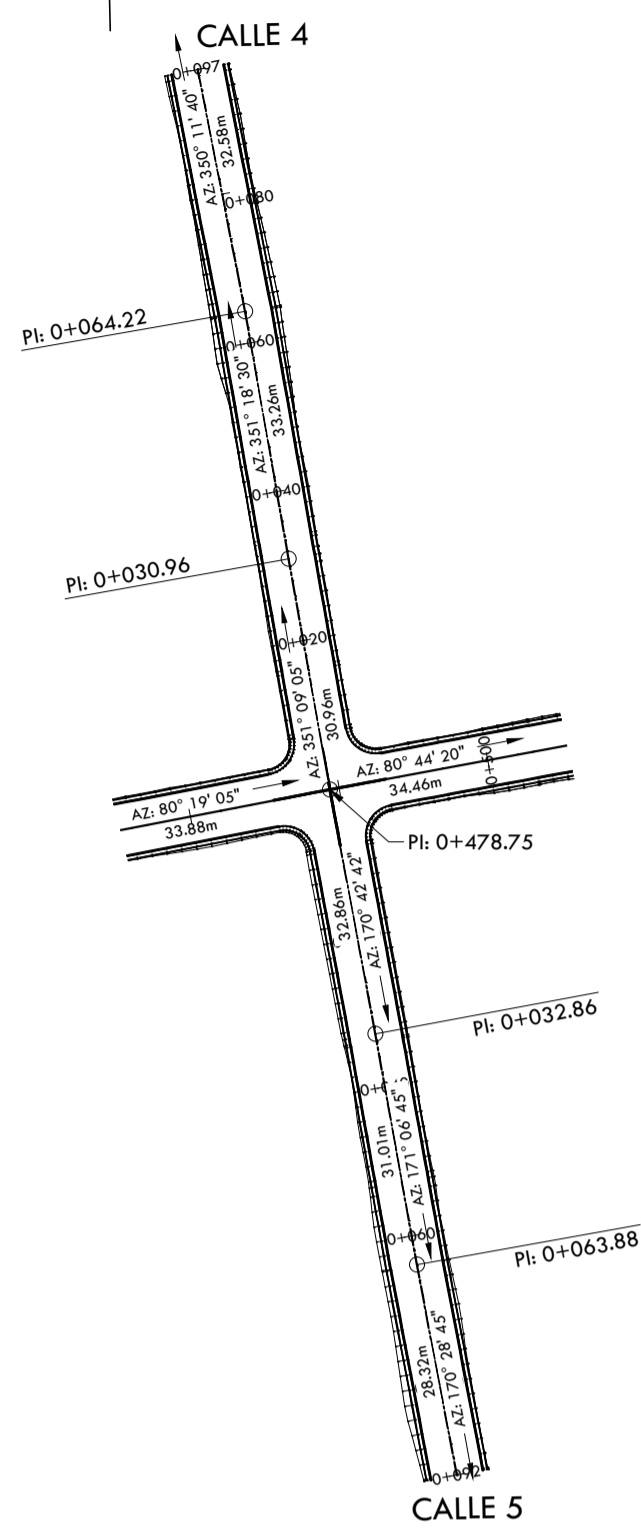 CALLE 4
0+097
AZ: 350° 11' 40"
32.58m
0+080
PI: 0+064.22
0+060
AZ: 351° 18' 30"
33.26m
0+040
PI: 0+030.96
0+020
AZ: 351° 09' 05"
30.96m
AZ: 80° 44' 20"
34.46m
0+500
AZ: 80° 19' 05"
33.88m
PI: 0+478.75
32.86m
AZ: 170° 42' 42"
PI: 0+032.86
31.01m
AZ: 171° 06' 45"
0+060
PI: 0+063.88
28.32m
AZ: 170° 28' 45"
0+092
CALLE 5